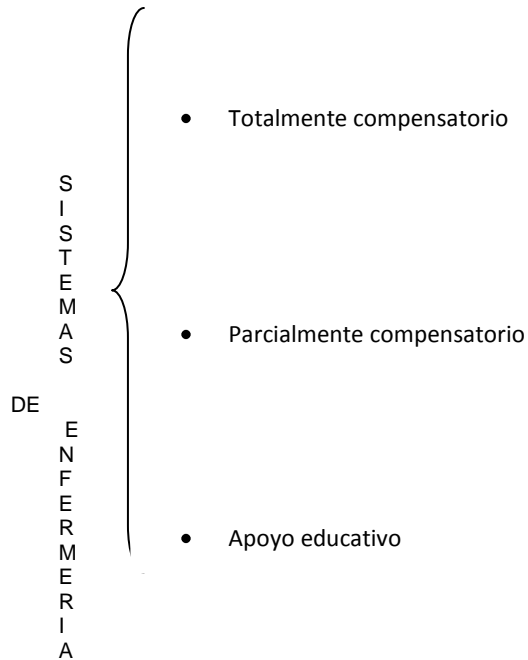 SISTEMAS
DE
ENFERMERIA
• Totalmente compensatorio
• Parcialmente compensatorio
• Apoyo educativo